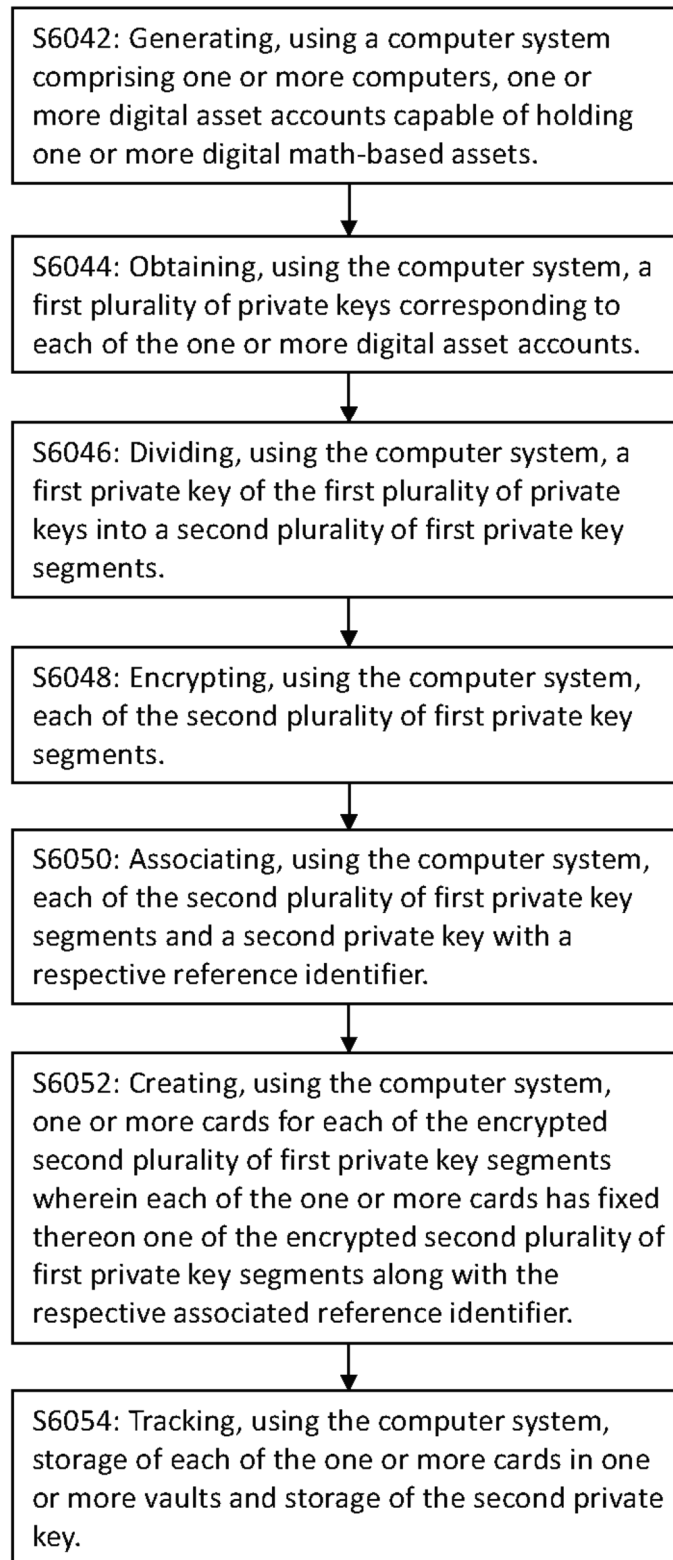 S6042: Generating, using a computer system
comprising one or more computers, one or
more digital asset accounts capable of holding
one or more digital math-based assets.
S6044: Obtaining, using the computer system, a
first plurality of private keys corresponding to
each of the one or more digital asset accounts.
S6046: Dividing, using the computer system, a
first private key of the first plurality of private
keys into a second plurality of first private key
segments.
S6048: Encrypting, using the computer system,
each of the second plurality of first private key
segments.
S6050: Associating, using the computer system,
each of the second plurality of first private key
segments and a second private key with a
respective reference identifier.
S6052: Creating, using the computer system,
one or more cards for each of the encrypted
second plurality of first private key segments
wherein each of the one or more cards has fixed
thereon one of the encrypted second plurality of
first private key segments along with the
respective associated reference identifier.
S6054: Tracking, using the computer system,
storage of each of the one or more cards in one
or more vaults and storage of the second private
key.